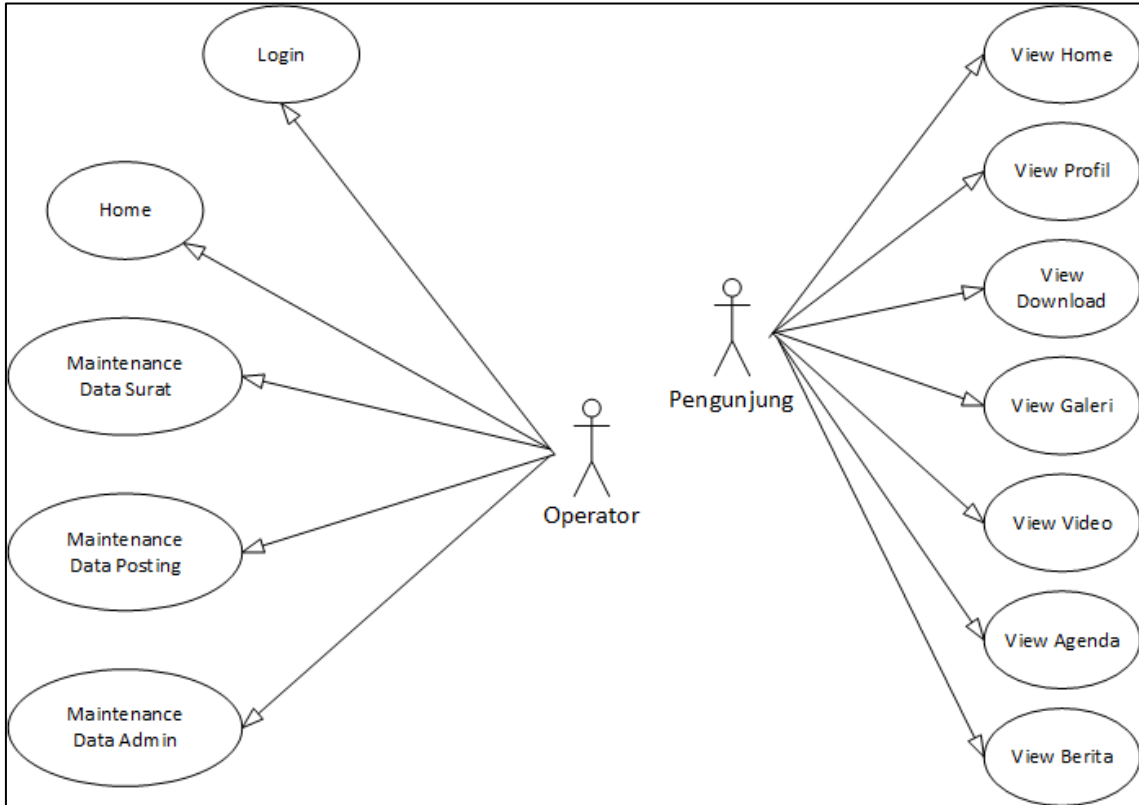 Login
Home
Maintenance
Data Surat
Maintenance
Data Posting
Maintenance
Data Admin
Operator
Pengunjung
View Home
View Profil
View
Download
View Galeri
View Video
View Agenda
View Berita